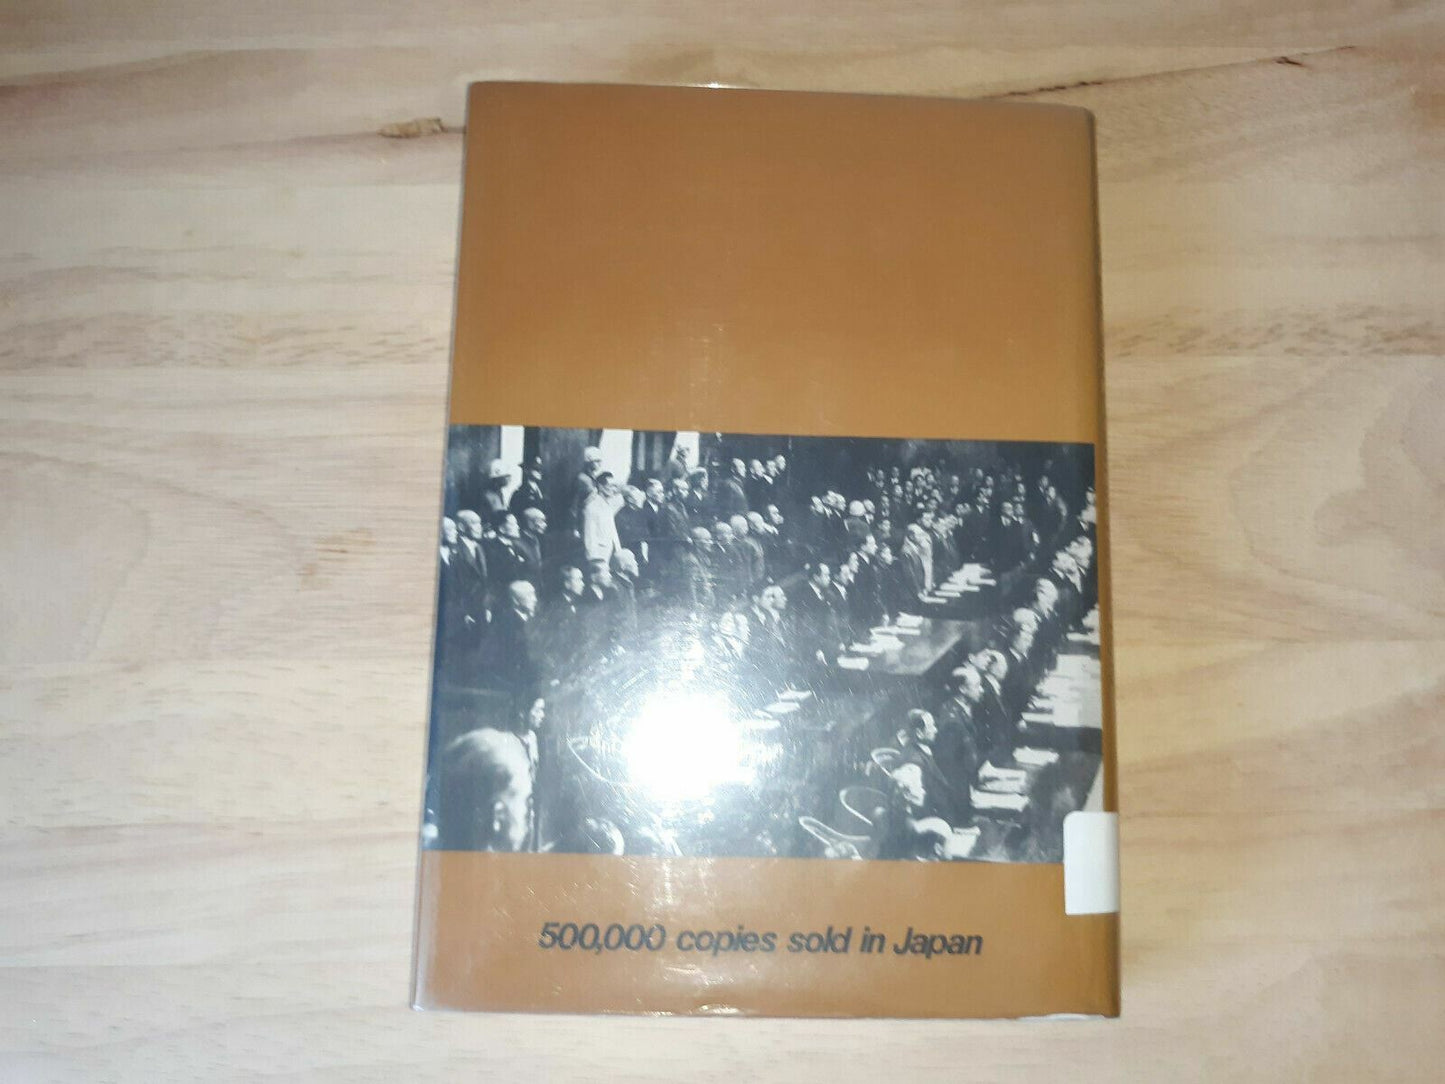 500,000 copies sold in Japan